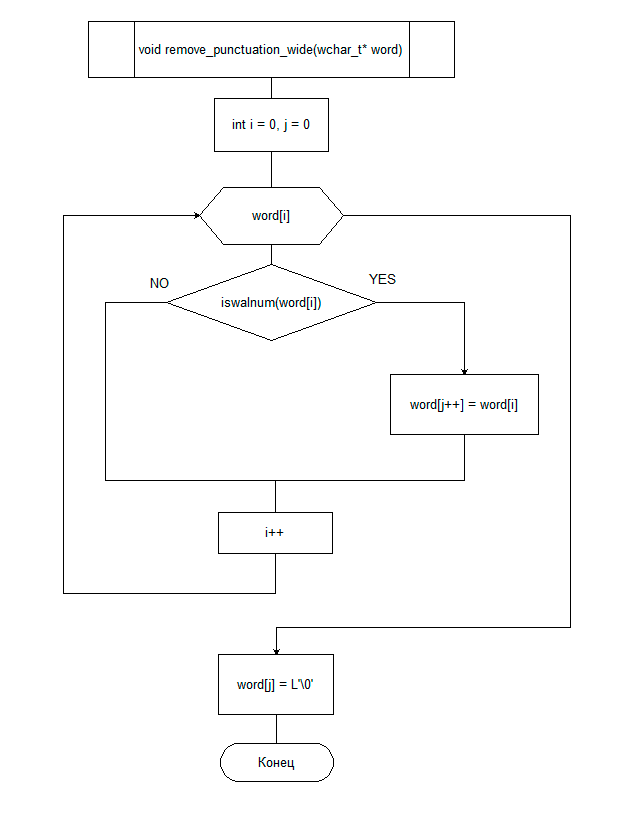 void remove_punctuation_wide(wchar_t* word)
int i = 0, j = 0
word[i]
NO
YES
iswalnum(word[i])
word[j++] = word[i]
i++
word[j] = L'\0'
Конец